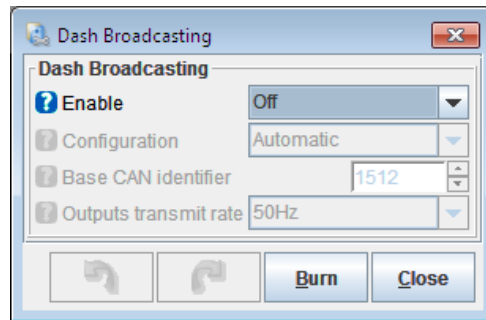 Dash Broadcasting
Dash Broadcasting
Enable Off
Configuration Automatic
Base CAN identifier 1512
Outputs transmit rate 50Hz
Burn Close